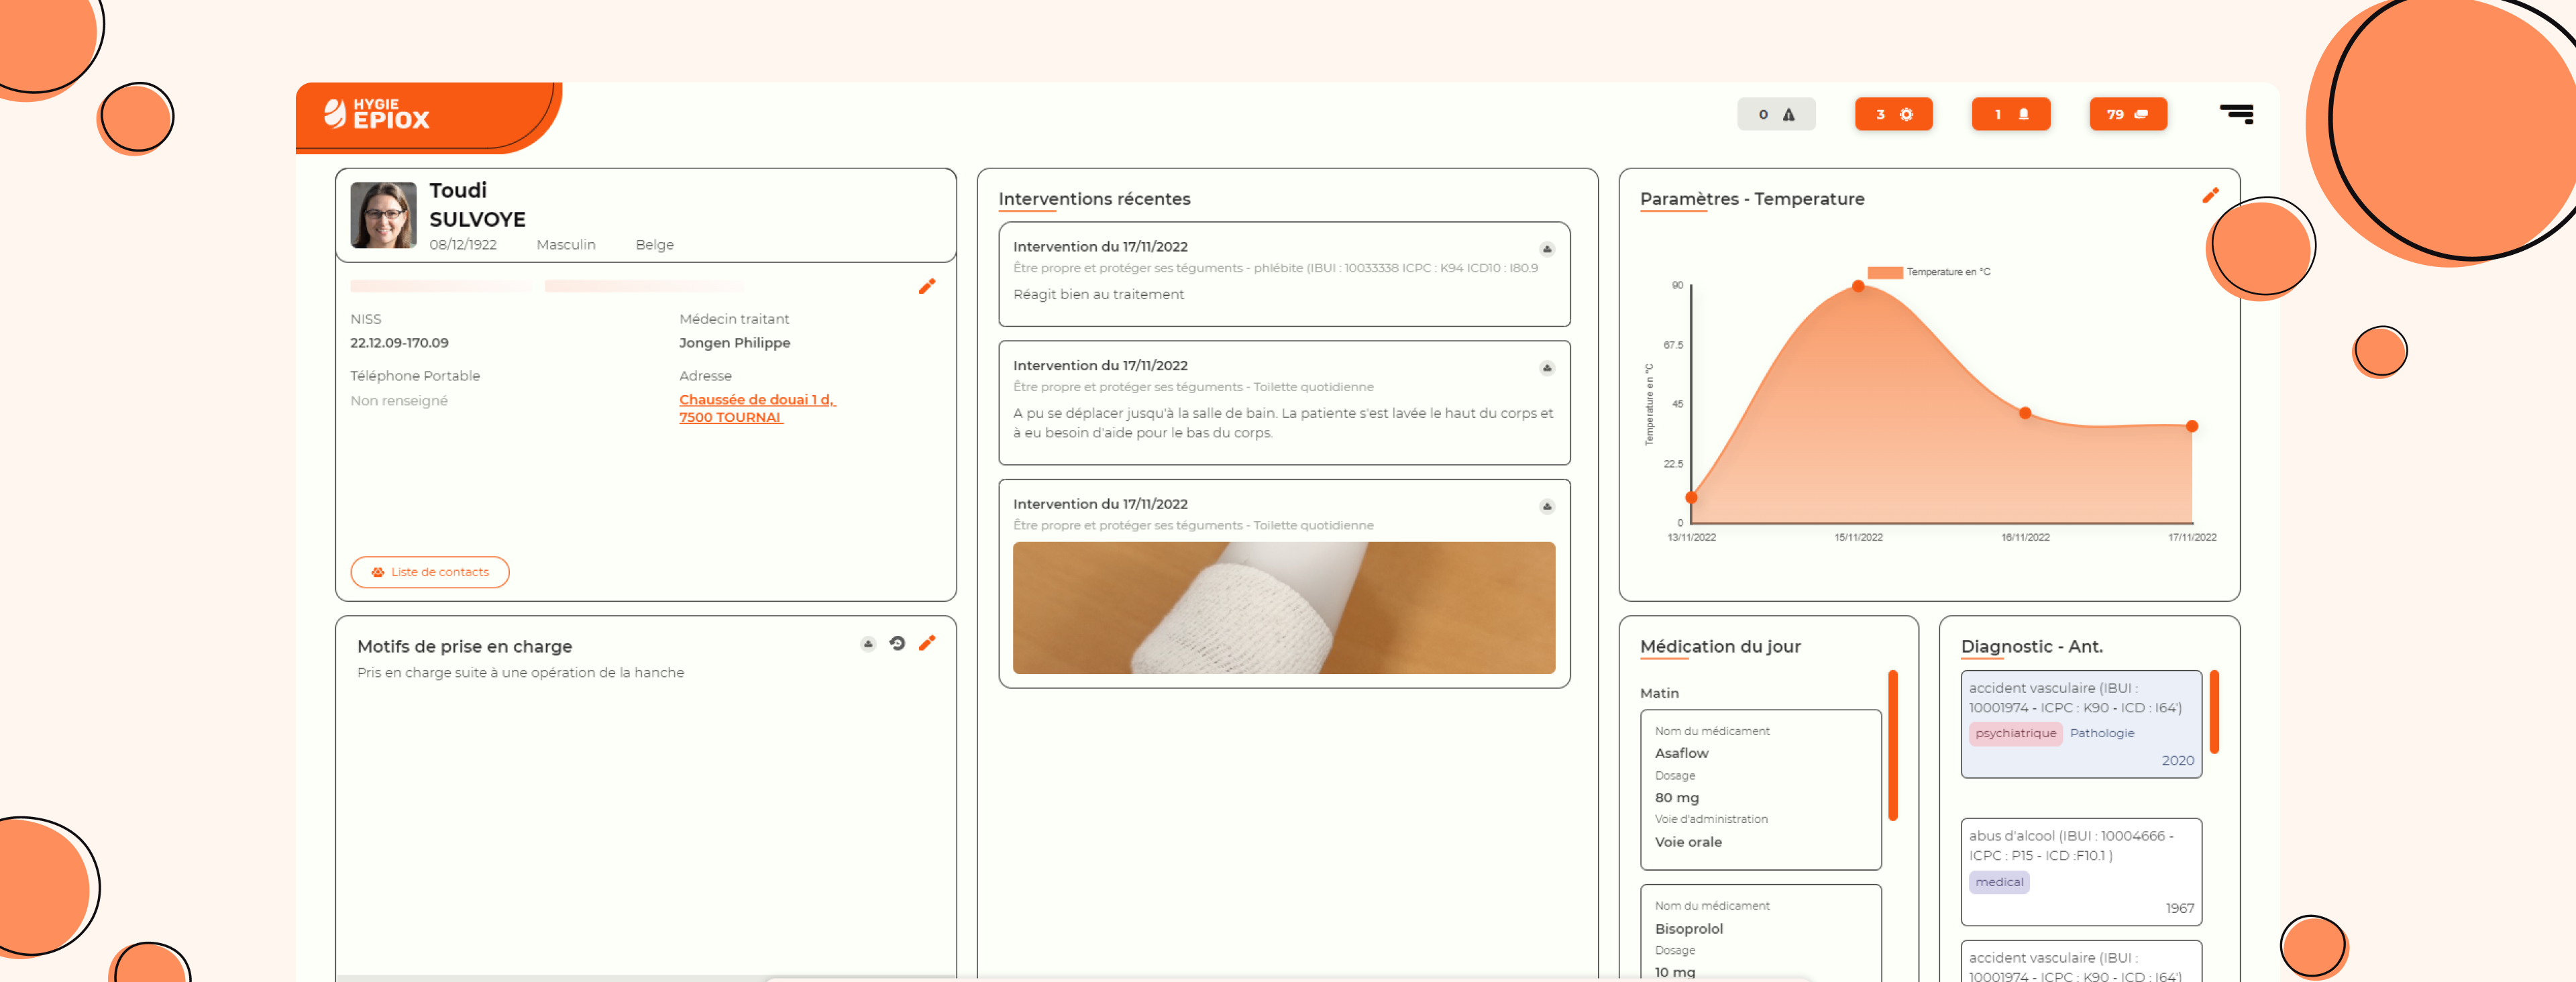 HYGIE
EPIOX
0
3
1
79
Toudi
SULVOYE
08/12/1922 Masculin Belge
NISS
22.12.09-170.09
Médecin traitant
Jongen Philippe
Téléphone Portable
Non renseigné
Adresse
Chaussée de douai 1 d,
7500 TOURNAI
Liste de contacts
Motifs de prise en charge
Pris en charge suite à une opération de la hanche
Interventions récentes
Intervention du 17/11/2022
Être propre et protéger ses téguments - phlébite (IBUI : 10033338 ICPC : K94 ICD10 : I80.9
Réagit bien au traitement
Intervention du 17/11/2022
Être propre et protéger ses téguments - Toilette quotidienne
A pu se déplacer jusqu'à la salle de bain. La patiente s'est lavée le haut du corps et
à eu besoin d'aide pour le bas du corps.
Intervention du 17/11/2022
Être propre et protéger ses téguments - Toilette quotidienne
Paramètres - Temperature
Temperature en °C
Temperature en °C
90
67.5
45
22.5
0
13/11/2022 15/11/2022 16/11/2022 17/11/2022
Médication du jour
Matin
Nom du médicament
Asaflow
Dosage
80 mg
Voie d'administration
Voie orale
Nom du médicament
Bisoprolol
Dosage
10 mg
Diagnostic - Ant.
accident vasculaire (IBUI :
10001974 - ICPC : K90 - ICD : I64')
psychiatrique Pathologie
2020
abus d'alcool (IBUI : 10004666 -
ICPC : P15 - ICD :F10.1 )
medical
1967
accident vasculaire (IBUI :
10001974 - ICPC : K90 - ICD : I64')